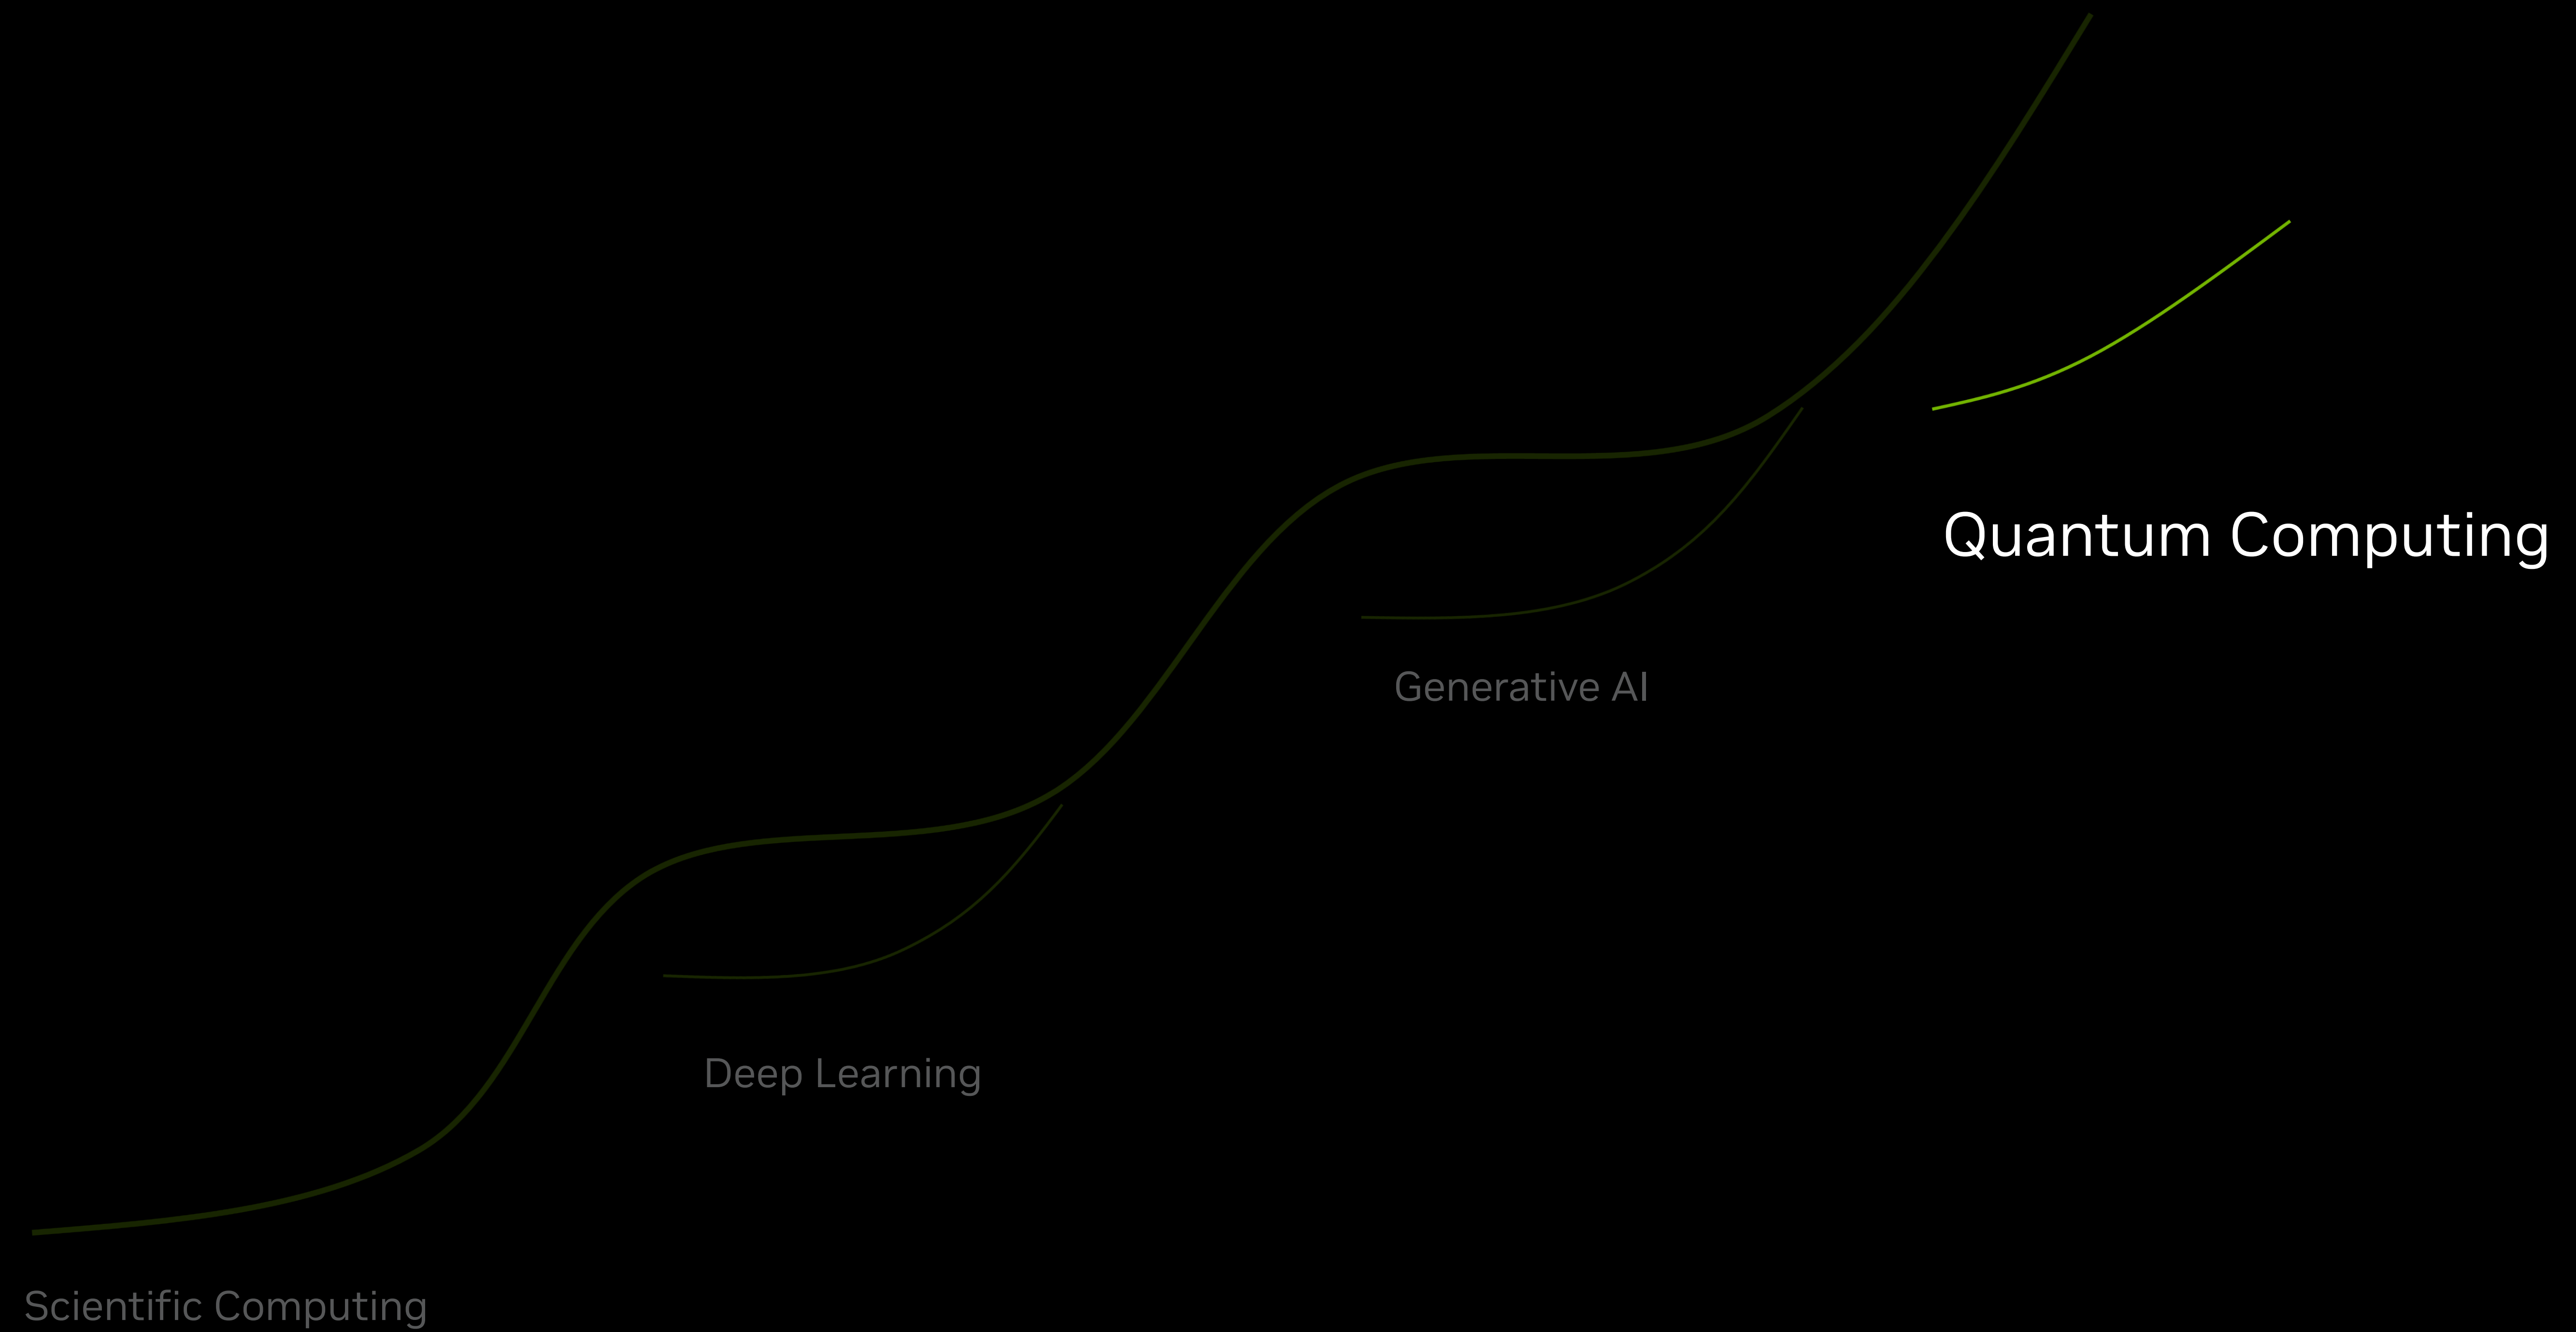 Quantum Computing
Generative AI
Deep Learning
Scientific Computing